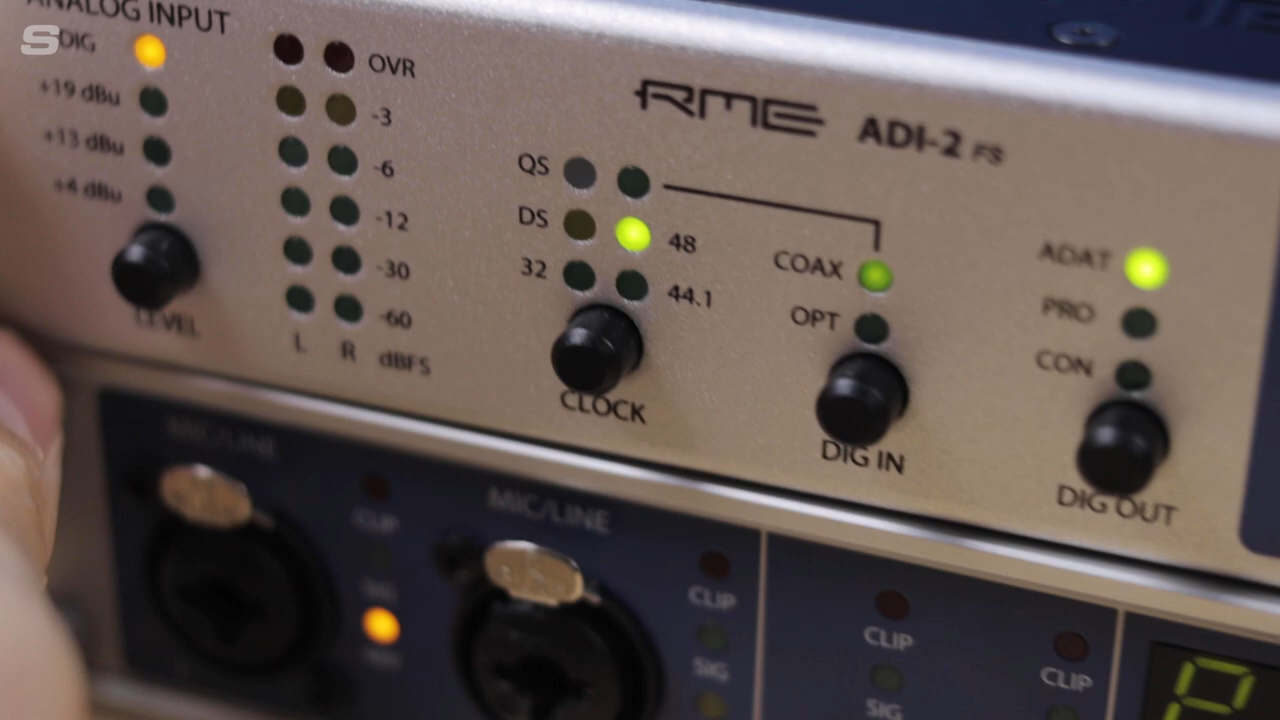 ANALOG INPUT
S
DIG
+19 dBu
+13 dBu
+4 dBu
LEVEL
OVR
-3
-6
-12
-30
-60
L R dBFS
RME ADI-2 FS
QS
DS 48
32 44.1
CLOCK
COAX
OPT
DIG IN
ADAT
PRO
CON
DIG OUT
MIC/LINE
CLIP
SIG
MIC/LINE
CLIP
SIG
CLIP
SIG
CLIP